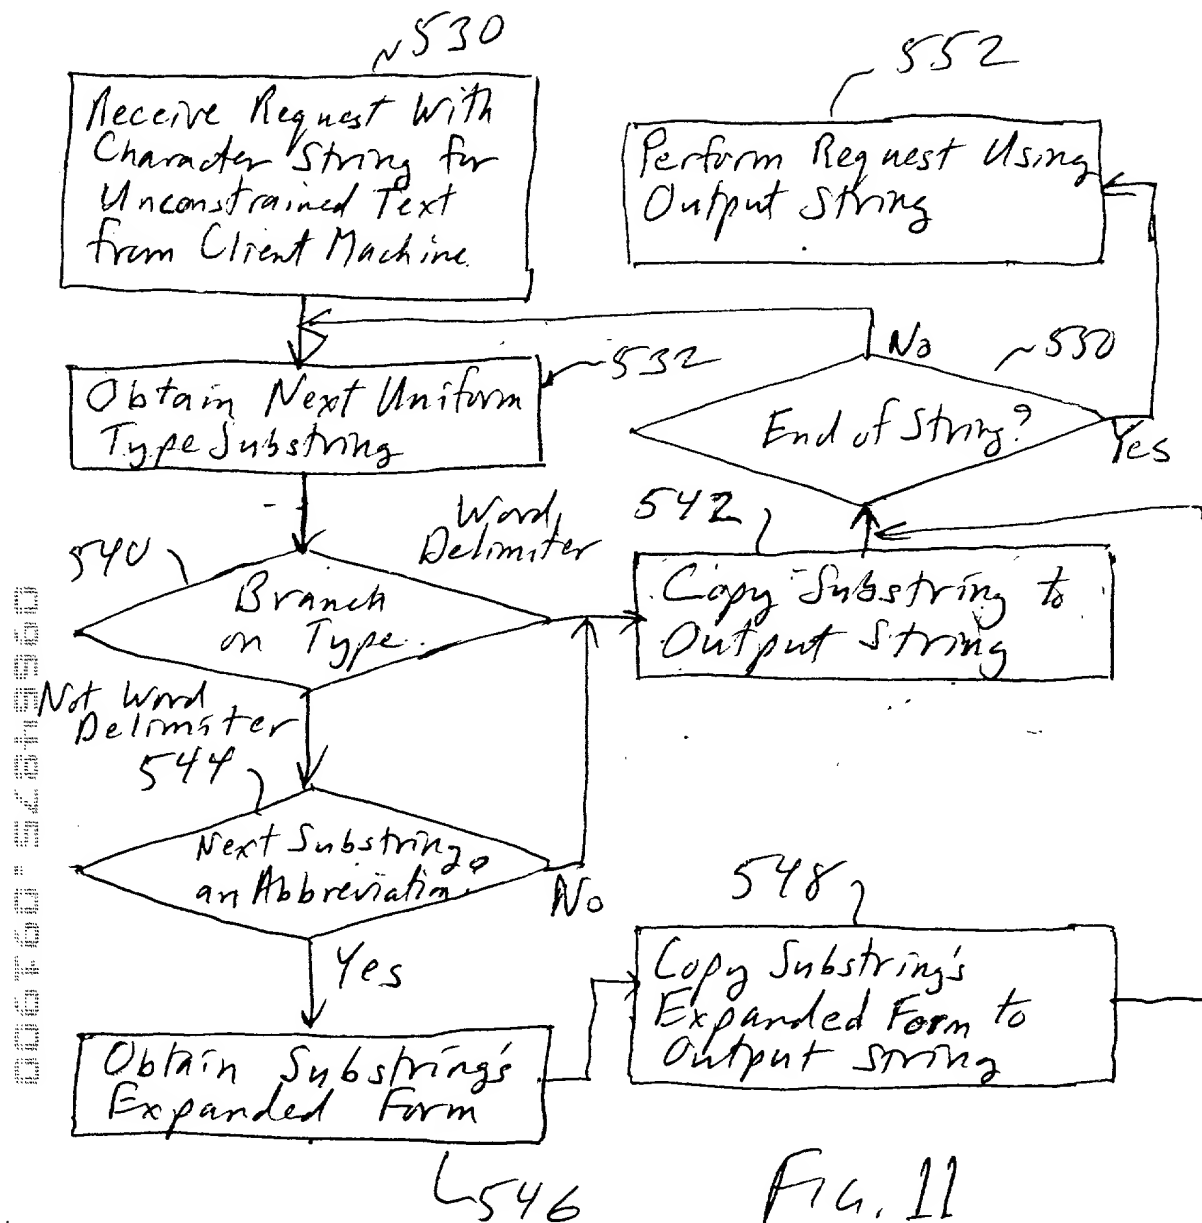 530
Receive Request With
Character String for
Unconstrained Text
from Client Machine
552
Perform Request Using
Output String
532
Obtain Next Uniform
Type Substring
No
550
End of String?
Yes
540
Branch
on Type
Word
Delimiter
542
Copy Substring to
Output String
Not Word
Delimiter
544
Next Substring
an Abbreviation?
No
Yes
548
Copy Substring's
Expanded Form to
Output String
Obtain Substring's
Expanded Form
546
FIG. 11